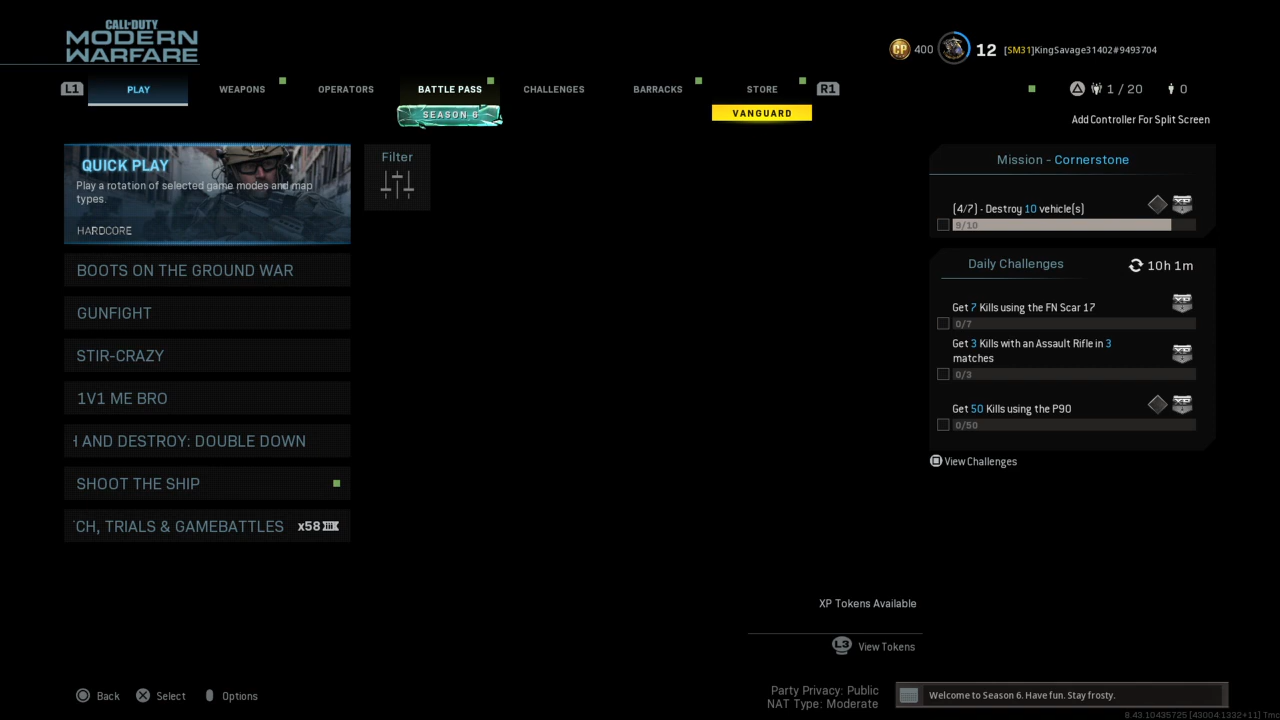 CALL OF DUTY
MODERN
WARFARE
CP 400
12 [SM31]KingSavage31402#9493704
L1 PLAY WEAPONS OPERATORS BATTLE PASS CHALLENGES BARRACKS STORE R1
1 / 20 0
SEASON 6
VANGUARD
Add Controller For Split Screen
QUICK PLAY
Play a rotation of selected game modes and map
types.
HARDCORE
Filter
BOOTS ON THE GROUND WAR
GUNFIGHT
STIR-CRAZY
1V1 ME BRO
H AND DESTROY: DOUBLE DOWN
SHOOT THE SHIP
CH, TRIALS & GAMEBATTLES x58
Mission - Cornerstone
(4/7) - Destroy 10 vehicle(s)
XP
9/10
Daily Challenges 10h 1m
Get 7 Kills using the FN Scar 17
XP
0/7
Get 3 Kills with an Assault Rifle in 3
matches
XP
0/3
Get 50 Kills using the P90
XP
0/50
View Challenges
XP Tokens Available
L3 View Tokens
Back Select Options
Party Privacy: Public
NAT Type: Moderate
Welcome to Season 6. Have fun. Stay frosty.